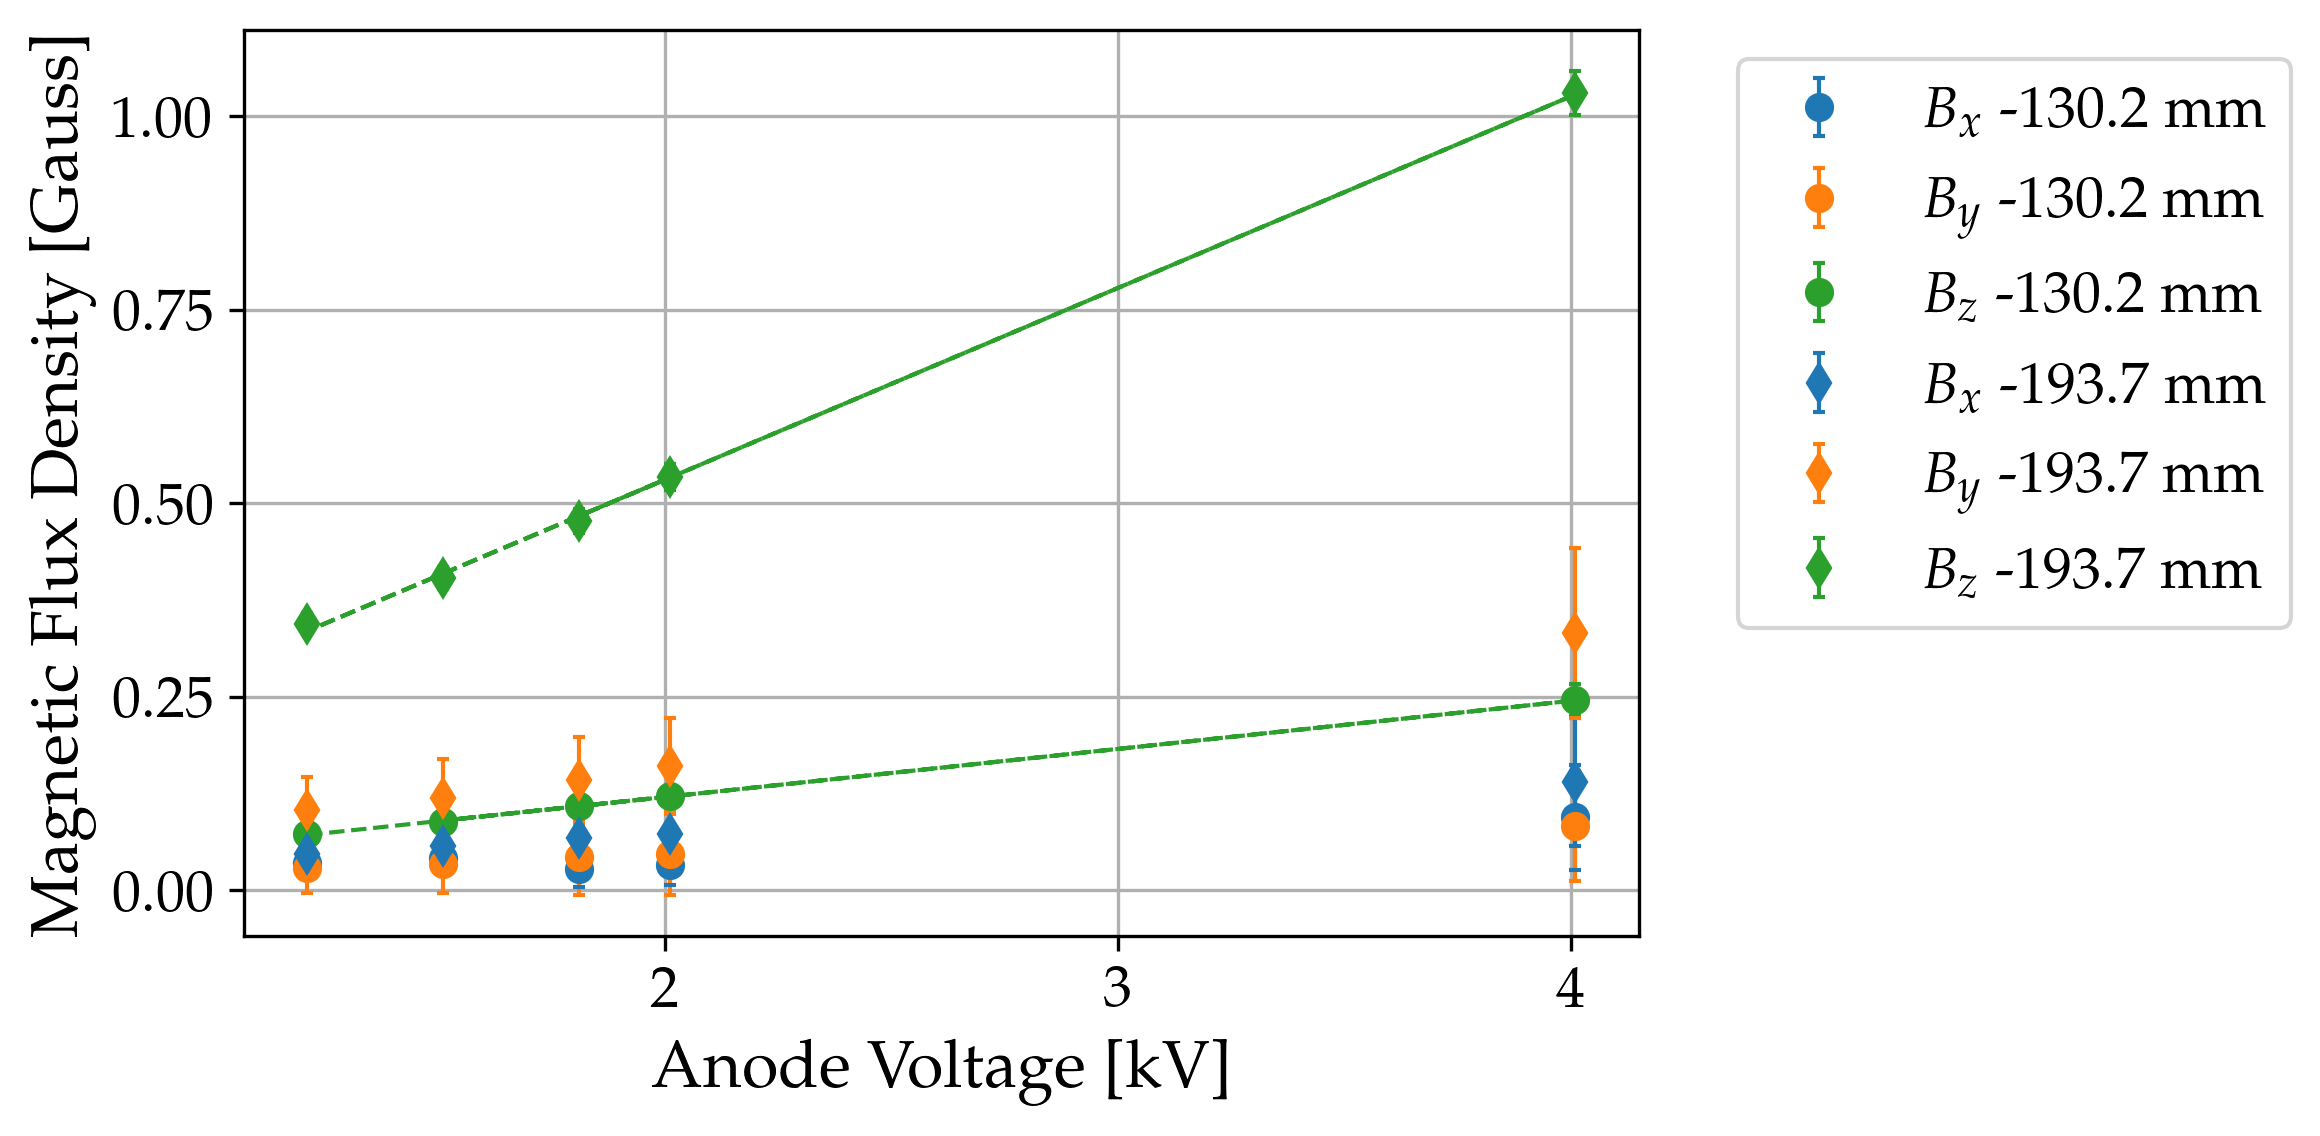 Magnetic Flux Density [Gauss]
1.00
0.75
0.50
0.25
0.00
2 3 4
Anode Voltage [kV]
Bx -130.2 mm
By -130.2 mm
Bz -130.2 mm
Bx -193.7 mm
By -193.7 mm
Bz -193.7 mm